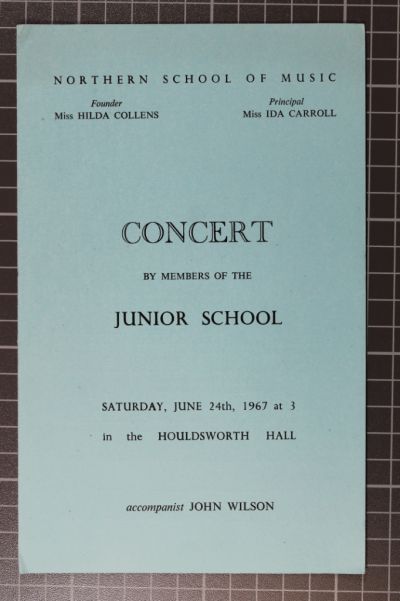 NORTHERN SCHOOL OF MUSIC
Founder Principal
Miss HILDA COLLENS Miss IDA CARROLL
CONCERT
BY MEMBERS OF THE
JUNIOR SCHOOL
SATURDAY, JUNE 24th, 1967 at 3
in the HOULDSWORTH HALL
accompanist JOHN WILSON